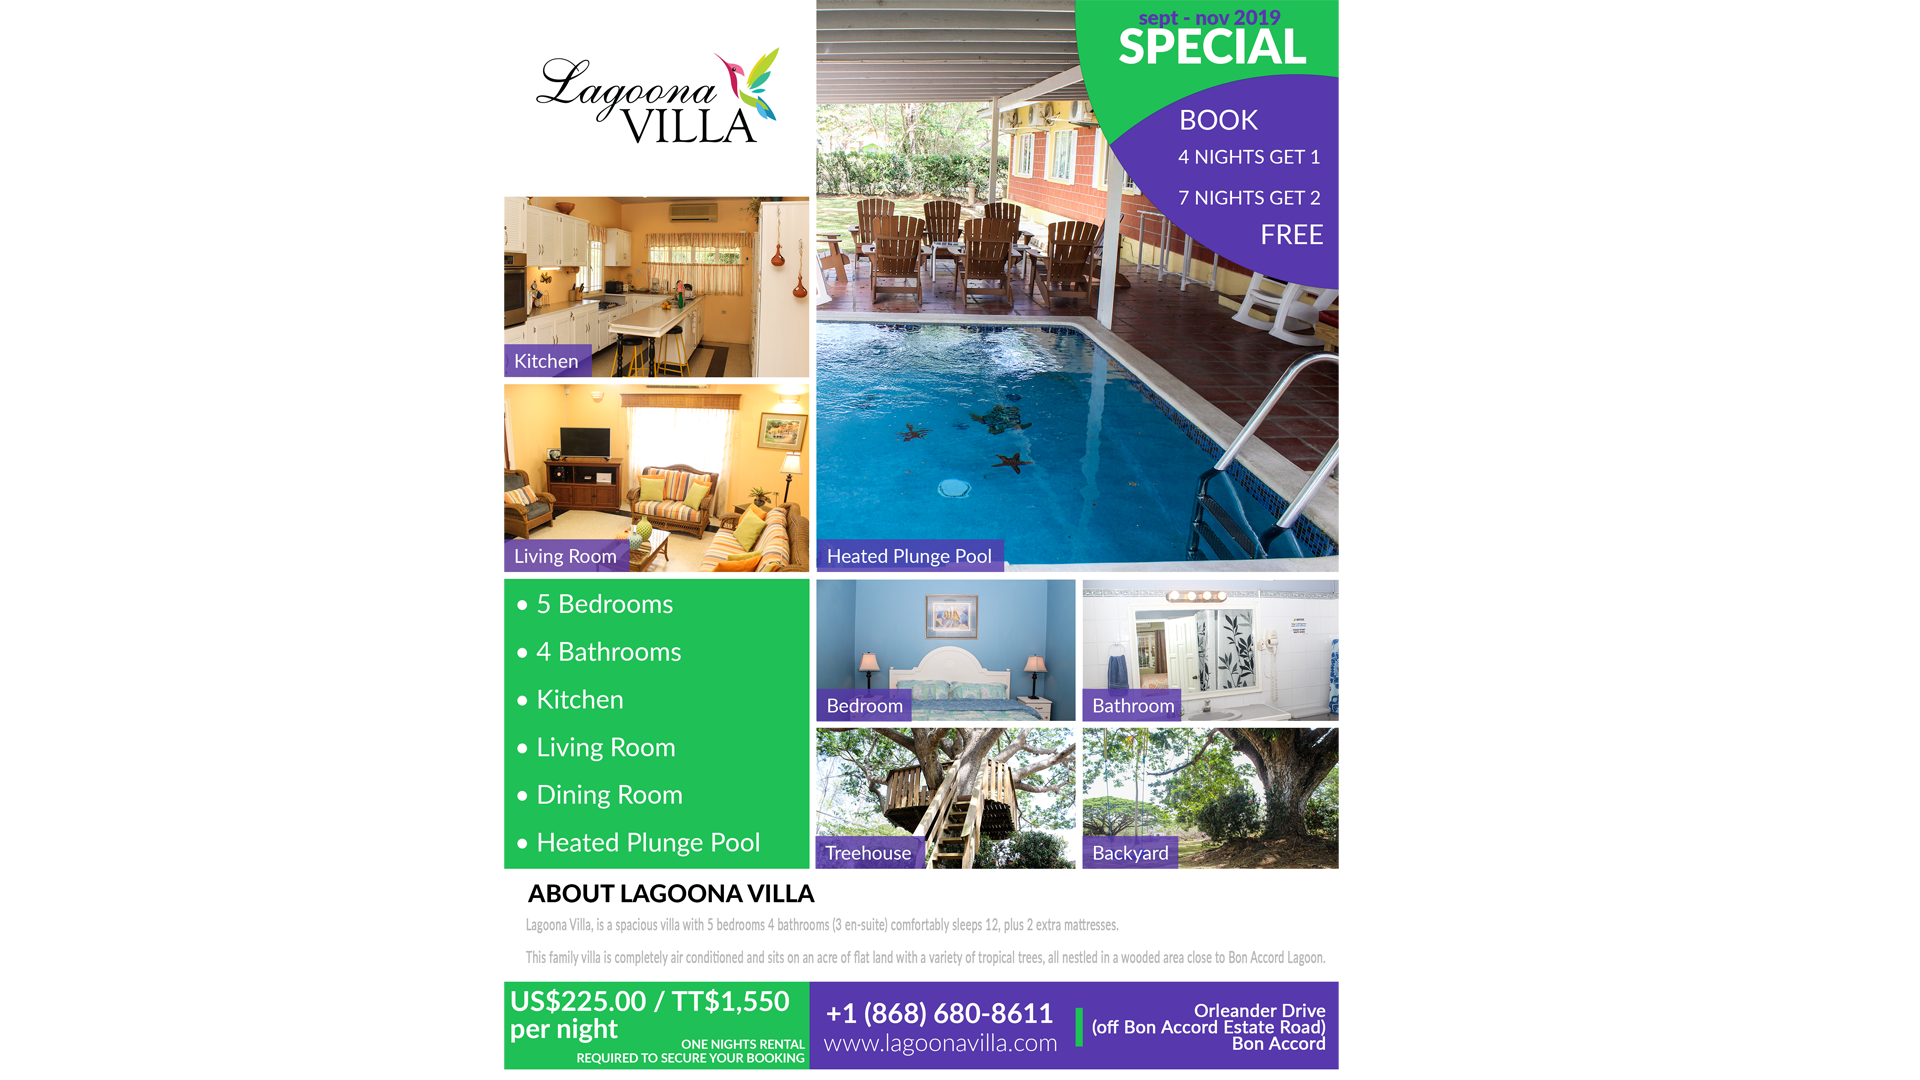 Lagoona
VILLA
sept - nov 2019
SPECIAL
BOOK
4 NIGHTS GET 1
7 NIGHTS GET 2
FREE
Kitchen
Living Room
Heated Plunge Pool
• 5 Bedrooms
• 4 Bathrooms
• Kitchen
• Living Room
• Dining Room
• Heated Plunge Pool
Bedroom
Bathroom
Treehouse
Backyard
ABOUT LAGOONA VILLA
Lagoona Villa, is a spacious villa with 5 bedrooms 4 bathrooms (3 en-suite) comfortably sleeps 12, plus 2 extra mattresses.
This family villa is completely air conditioned and sits on an acre of flat land with a variety of tropical trees, all nestled in a wooded area close to Bon Accord Lagoon.
US$225.00 / TT$1,550
per night
ONE NIGHTS RENTAL
REQUIRED TO SECURE YOUR BOOKING
+1 (868) 680-8611
www.lagoonavilla.com
Orleander Drive
(off Bon Accord Estate Road)
Bon Accord